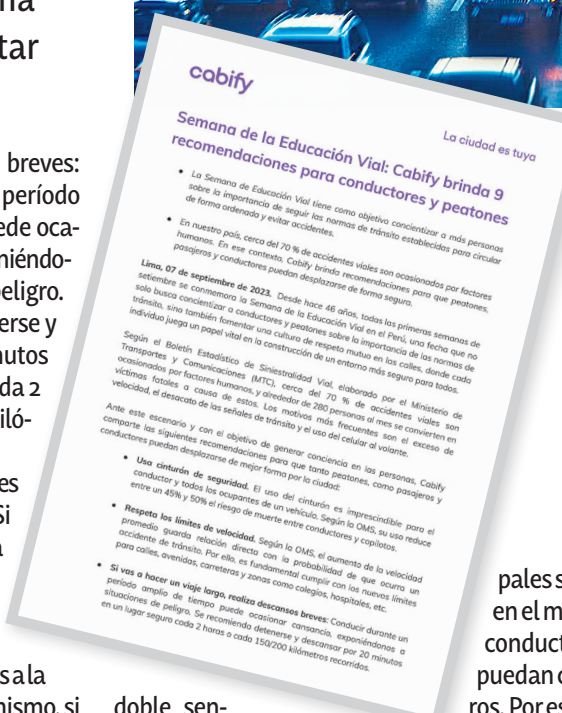 tar
breves:
período
ede oca-
niéndo-
peligro.
erse y
nutos
da 2
iló-
es
Si
s a la
nismo, si
doble sen-
cabify
La ciudad es tuya
Semana de la Educación Vial: Cabify brinda 9
recomendaciones para conductores y peatones
• La Semana de Educación Vial tiene como objetivo concientizar a más personas
sobre la importancia de seguir las normas de tránsito establecidas para circular
de forma ordenada y evitar accidentes.
• En nuestro país, cerca del 70 % de accidentes viales son ocasionados por factores
humanos. En ese contexto, Cabify brinda recomendaciones para que peatones,
pasajeros y conductores puedan desplazarse de forma segura.
Lima, 07 de septiembre de 2023. Desde hace 46 años, todas las primeras semanas de
setiembre se conmemora la Semana de la Educación Vial en el Perú, una fecha que no
solo busca concientizar a conductores y peatones sobre la importancia de las normas de
tránsito, sino también fomentar una cultura de respeto mutuo en las calles, donde cada
individuo juega un papel vital en la construcción de un entorno más seguro para todos.
Según el Boletín Estadístico de Siniestralidad Vial, elaborado por el Ministerio de
Transportes y Comunicaciones (MTC), cerca del 70 % de accidentes viales son
ocasionados por factores humanos, y alrededor de 280 personas al mes se convierten en
víctimas fatales a causa de estos. Los motivos más frecuentes son el exceso de
velocidad, el desacato de las señales de tránsito y el uso del celular al volante.
Ante este escenario y con el objetivo de generar conciencia en las personas, Cabify
comparte las siguientes recomendaciones para que tanto peatones, como pasajeros y
conductores puedan desplazarse de mejor forma por la ciudad:
• Usa cinturón de seguridad. El uso del cinturón es imprescindible para el
conductor y todos los ocupantes de un vehículo. Según la OMS, su uso reduce
entre un 45% y 50% el riesgo de muerte entre conductores y copilotos.
• Respeta los límites de velocidad. Según la OMS, el aumento de la velocidad
promedio guarda relación directa con la probabilidad de que ocurra un
accidente de tránsito. Por ello, es fundamental cumplir con los nuevos límites
para calles, avenidas, carreteras y zonas como colegios, hospitales, etc.
• Si vas a hacer un viaje largo, realiza descansos breves: Conducir durante un
período amplio de tiempo puede ocasionar cansancio, exponiéndonos a
situaciones de peligro. Se recomienda detenerse y descansar por 20 minutos
en un lugar seguro cada 2 horas o cada 150/200 kilómetros recorridos.
pales s
en el m
conduct
puedan c
ros. Por es